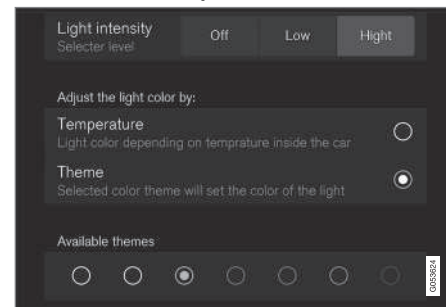 Light intensity
Selecter level
Off Low Hight
Adjust the light color by:
Temperature
Light color depending on temprature inside the car
Theme
Selected color theme will set the color of the light
Available themes
G053624